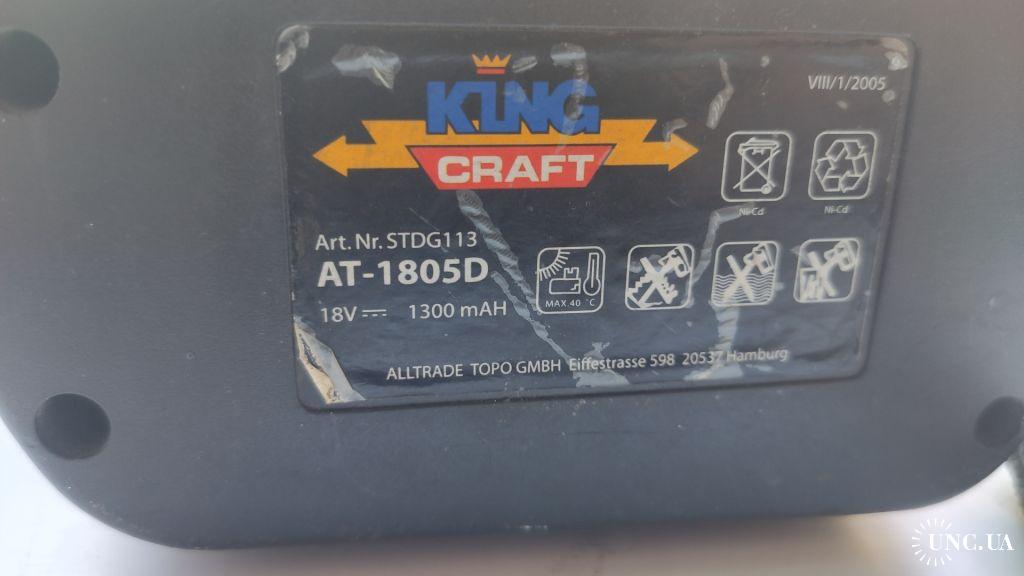 KING
CRAFT
VIII/1/2005
Ni-Cd
Ni-Cd
Art. Nr. STDG113
AT-1805D
18V 1300 mAH
MAX.40 °C
ALLTRADE TOPO GMBH Eiffestrasse 598 20537 Hamburg
UNC.UA